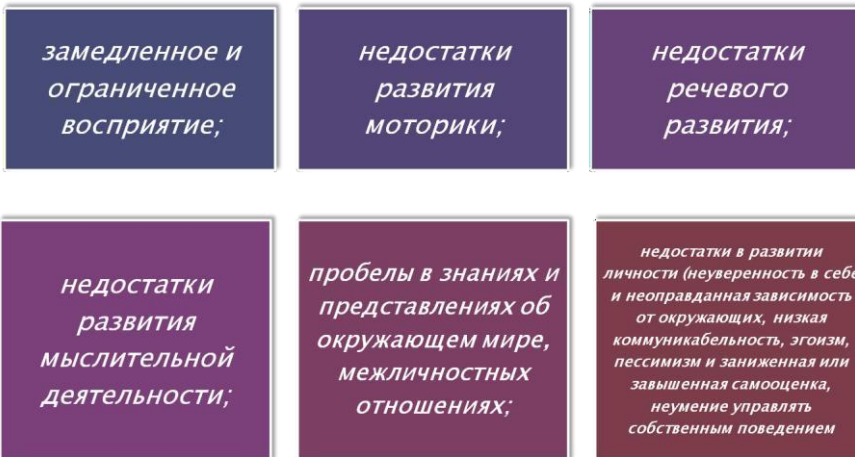 замедленное и
ограниченное
восприятие;
недостатки
развития
моторики;
недостатки
речевого
развития;
недостатки
развития
мыслительной
деятельности;
пробелы в знаниях и
представлениях об
окружающем мире,
межличностных
отношениях;
недостатки в развитии
личности (неуверенность в себе
и неоправданная зависимость
от окружающих, низкая
коммуникабельность, эгоизм,
пессимизм и заниженная или
завышенная самооценка,
неумение управлять
собственным поведением